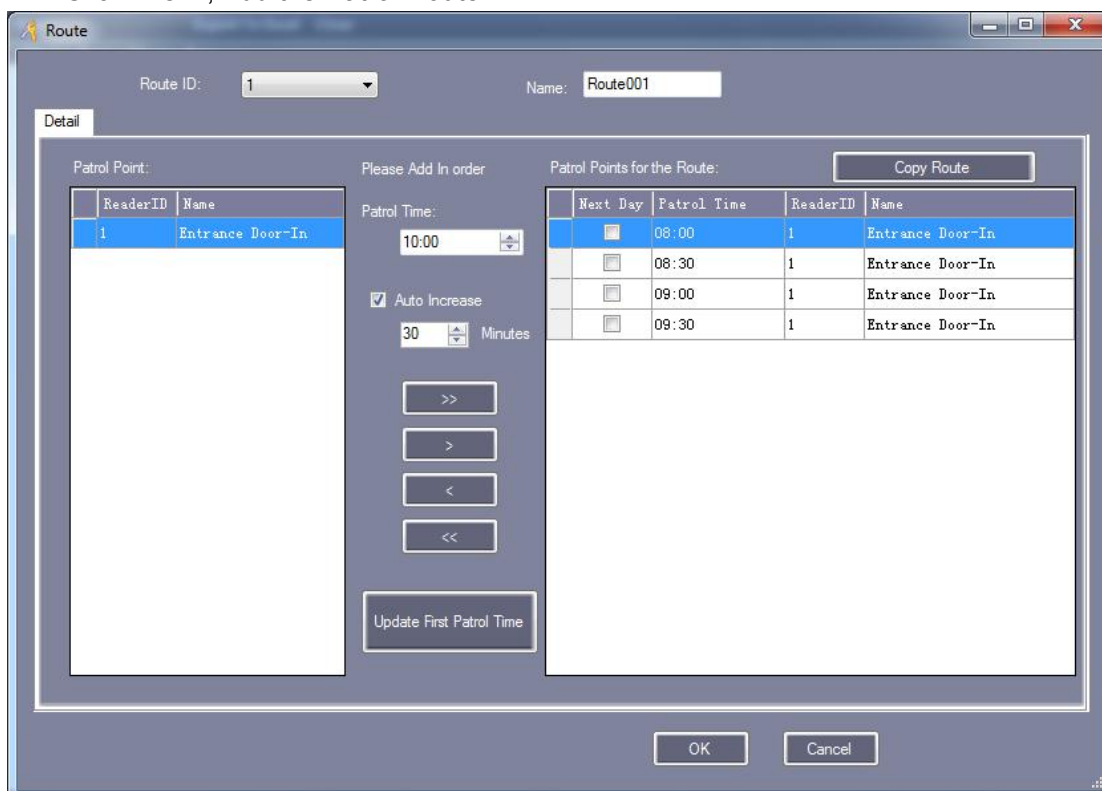 Route
Route ID: 1 Name: Route001
Detail
Patrol Point: Please Add In order Patrol Points for the Route: Copy Route
ReaderID Name
1 Entrance Door-In
Patrol Time:
10:00
Auto Increase
30 Minutes
>>
>
<
<<
Update First Patrol Time
Next Day Patrol Time ReaderID Name
08:00 1 Entrance Door-In
08:30 1 Entrance Door-In
09:00 1 Entrance Door-In
09:30 1 Entrance Door-In
OK Cancel